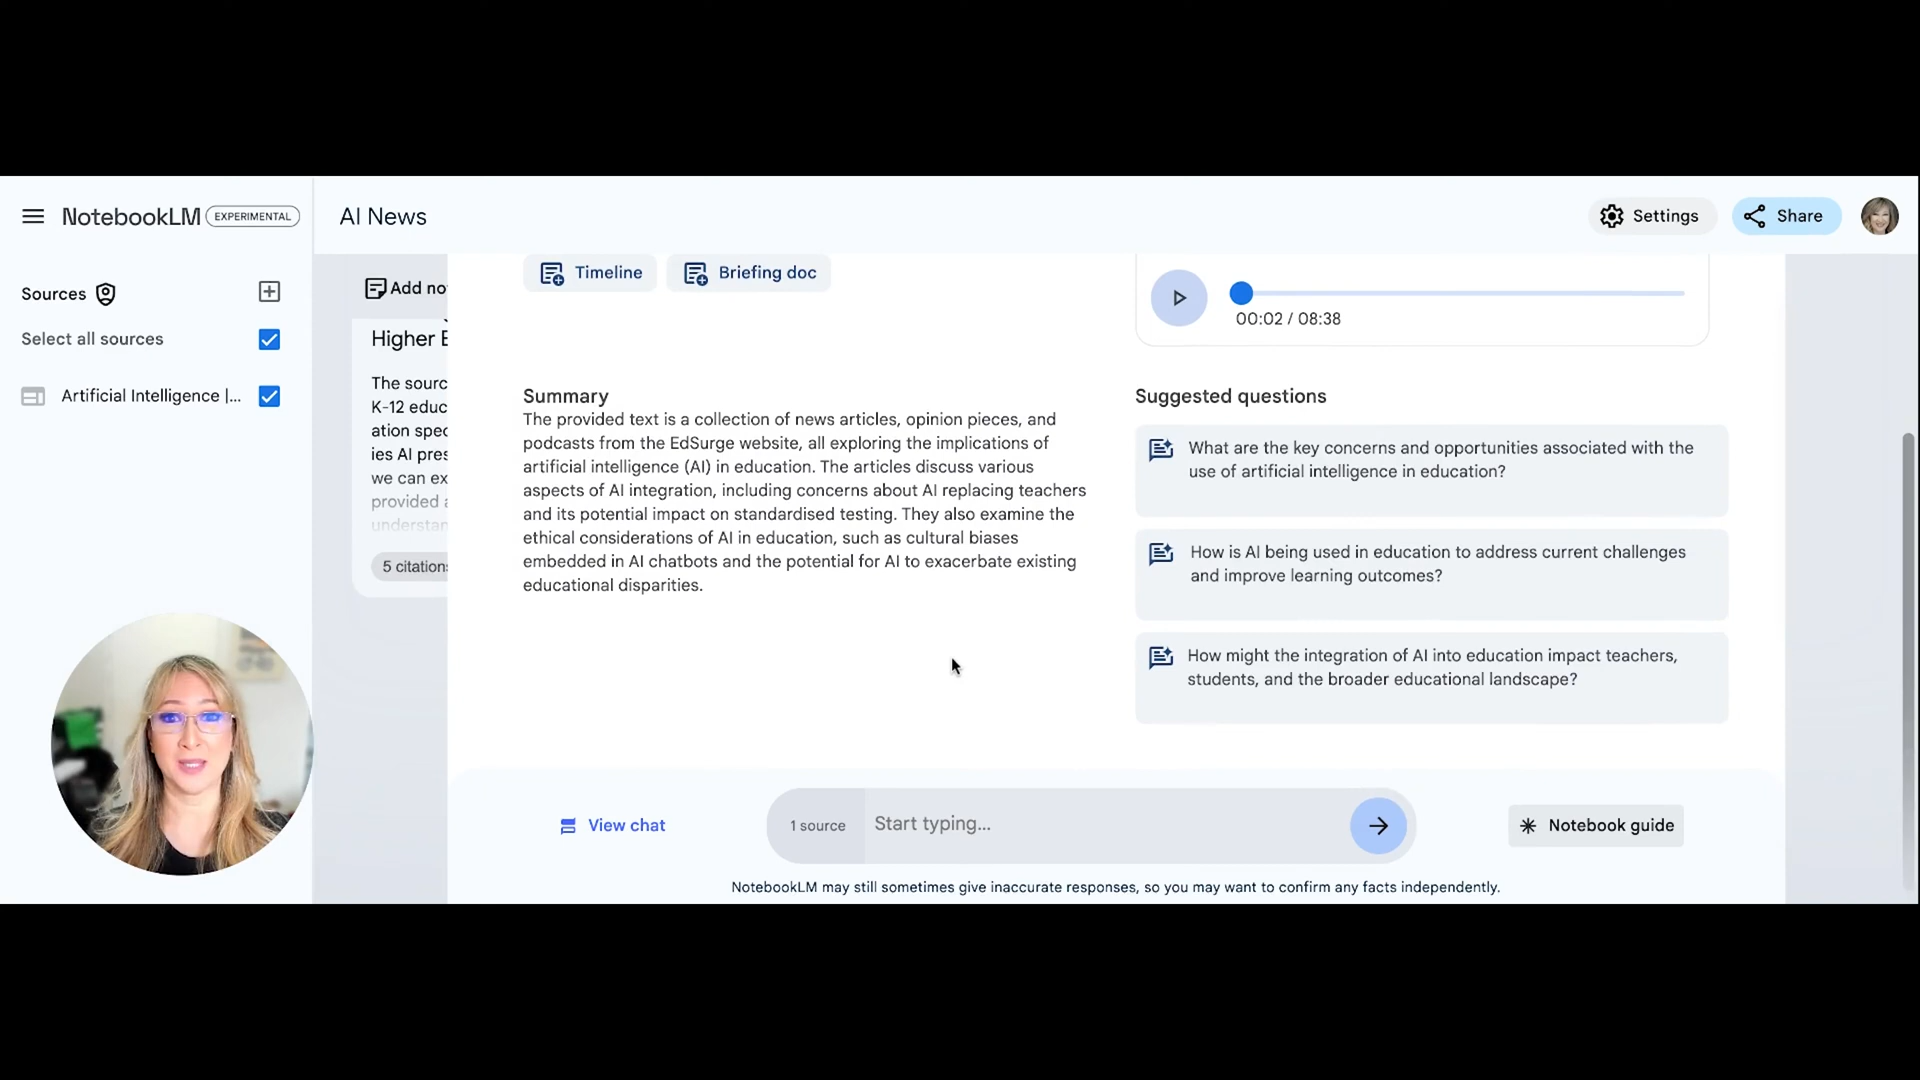 NotebookLM EXPERIMENTAL
AI News
Settings
Share
Sources
Select all sources
Artificial Intelligence |...
Add no
Higher E
The sourc
K-12 educ
ation spec
ies AI pres
we can ex
provided a
understan
5 citations
Timeline
Briefing doc
00:02 / 08:38
Summary
The provided text is a collection of news articles, opinion pieces, and
podcasts from the EdSurge website, all exploring the implications of
artificial intelligence (AI) in education. The articles discuss various
aspects of AI integration, including concerns about AI replacing teachers
and its potential impact on standardised testing. They also examine the
ethical considerations of AI in education, such as cultural biases
embedded in AI chatbots and the potential for AI to exacerbate existing
educational disparities.
Suggested questions
What are the key concerns and opportunities associated with the
use of artificial intelligence in education?
How is AI being used in education to address current challenges
and improve learning outcomes?
How might the integration of AI into education impact teachers,
students, and the broader educational landscape?
View chat
1 source
Start typing...
Notebook guide
NotebookLM may still sometimes give inaccurate responses, so you may want to confirm any facts independently.